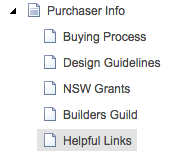 Purchaser Info
Buying Process
Design Guidelines
NSW Grants
Builders Guild
Helpful Links